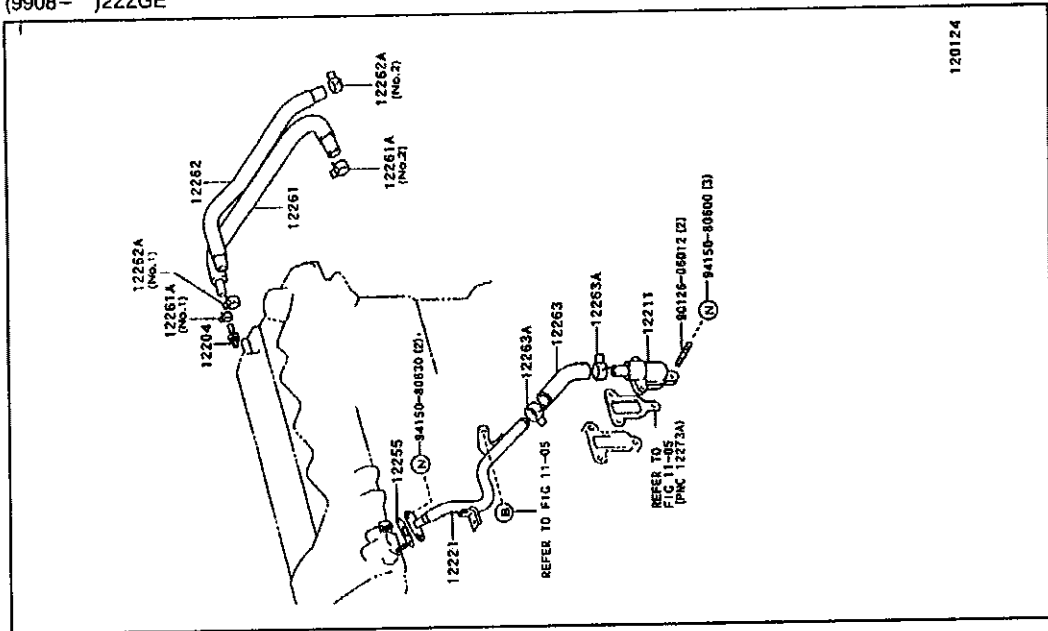 (9908– )2ZZGE
120124
12262A
(No.2)
12262
12261A
(No.2)
12261
12262A
(No.1)
12261A
(No.1)
12204
94150-80600 (3)
90126-06012 (2)
12211
12263A
12263
12263A
REFER TO
FIG 11-05
(PNC 12273A)
94150-80630 (2)
12255
REFER TO FIG 11-05
12221
N
N
B